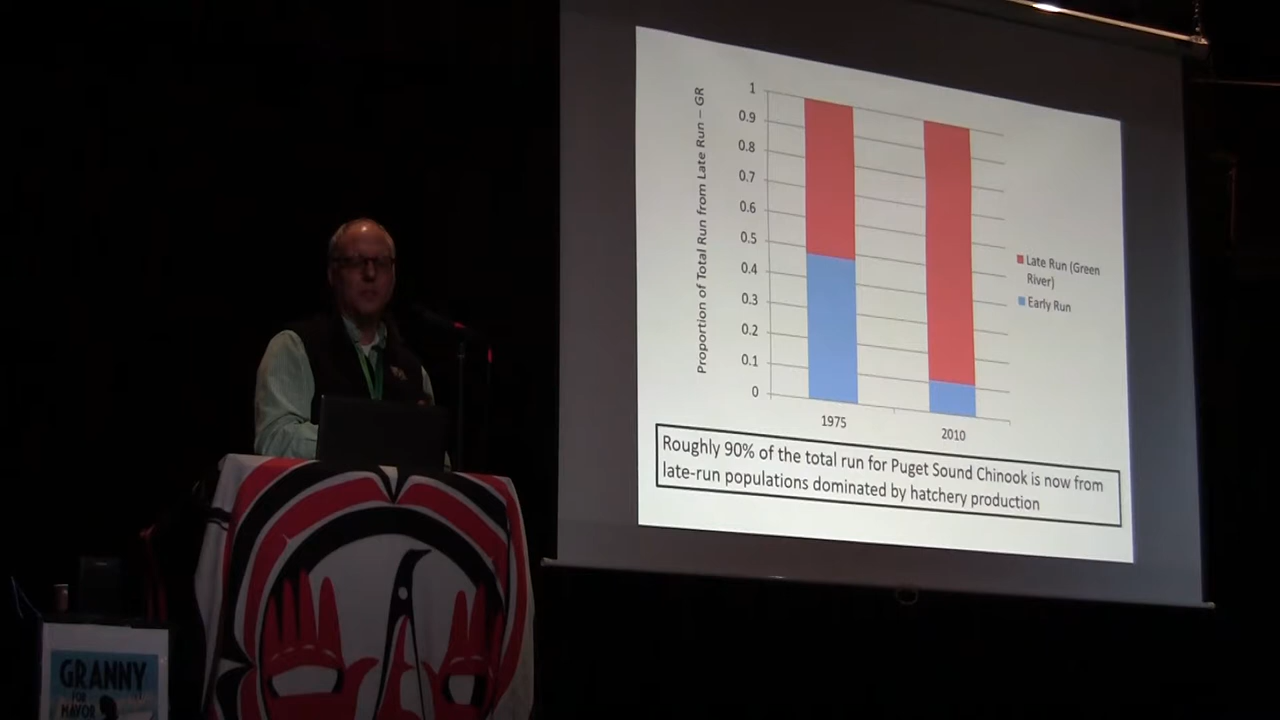 Proportion of Total Run from Late Run – GR
1
0.9
0.8
0.7
0.6
0.5
0.4
0.3
0.2
0.1
0
1975
2010
Late Run (Green
River)
Early Run
Roughly 90% of the total run for Puget Sound Chinook is now from
late-run populations dominated by hatchery production
GRANNY
FOR
MAYOR